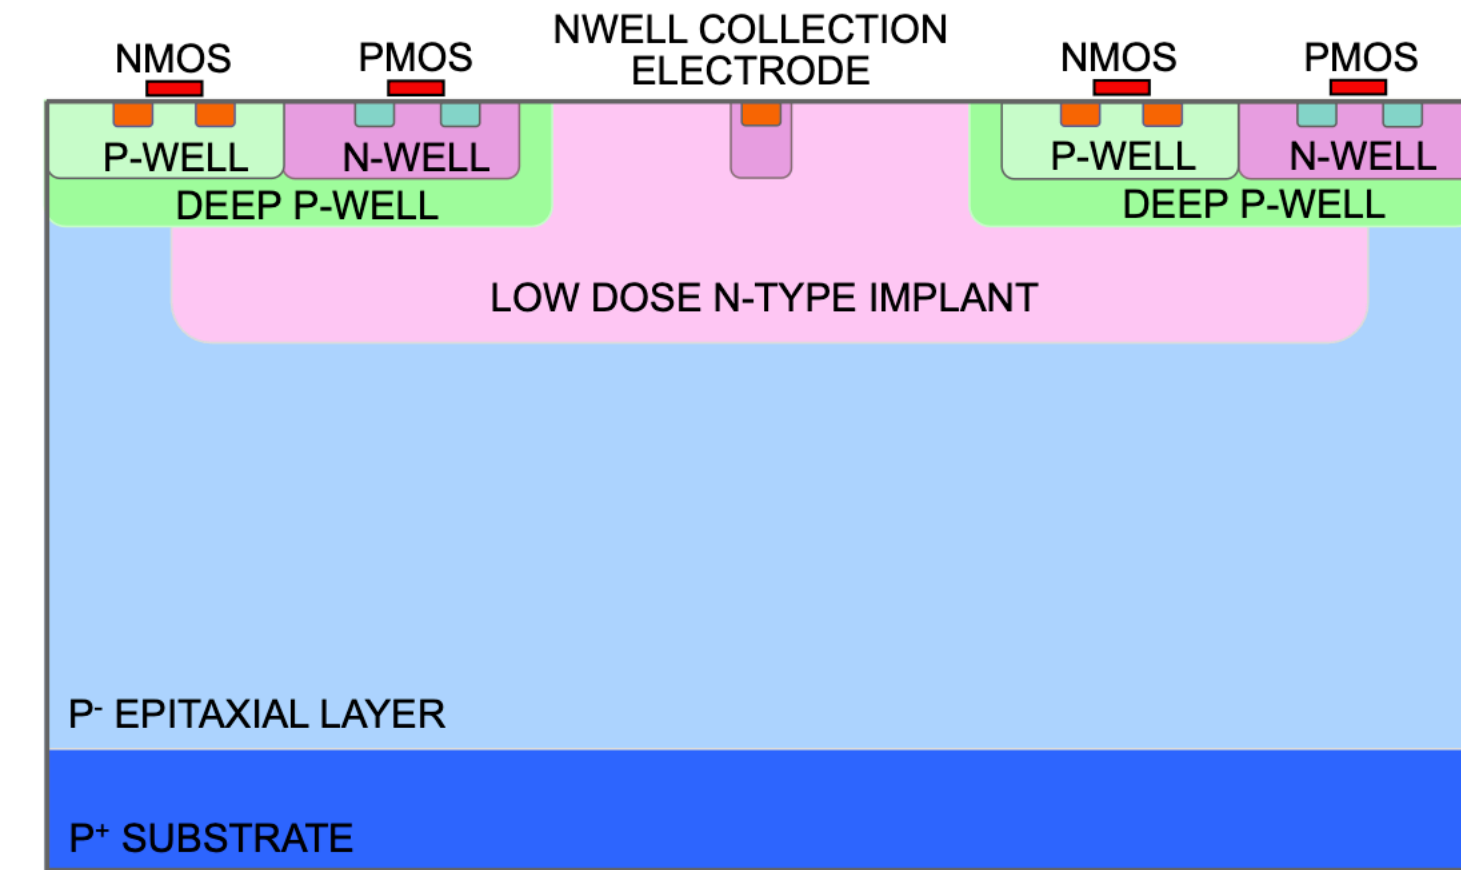 NWELL COLLECTION
ELECTRODE
NMOS
PMOS
NMOS
PMOS
P-WELL
N-WELL
P-WELL
N-WELL
DEEP P-WELL
DEEP P-WELL
LOW DOSE N-TYPE IMPLANT
P⁻ EPITAXIAL LAYER
P⁺ SUBSTRATE